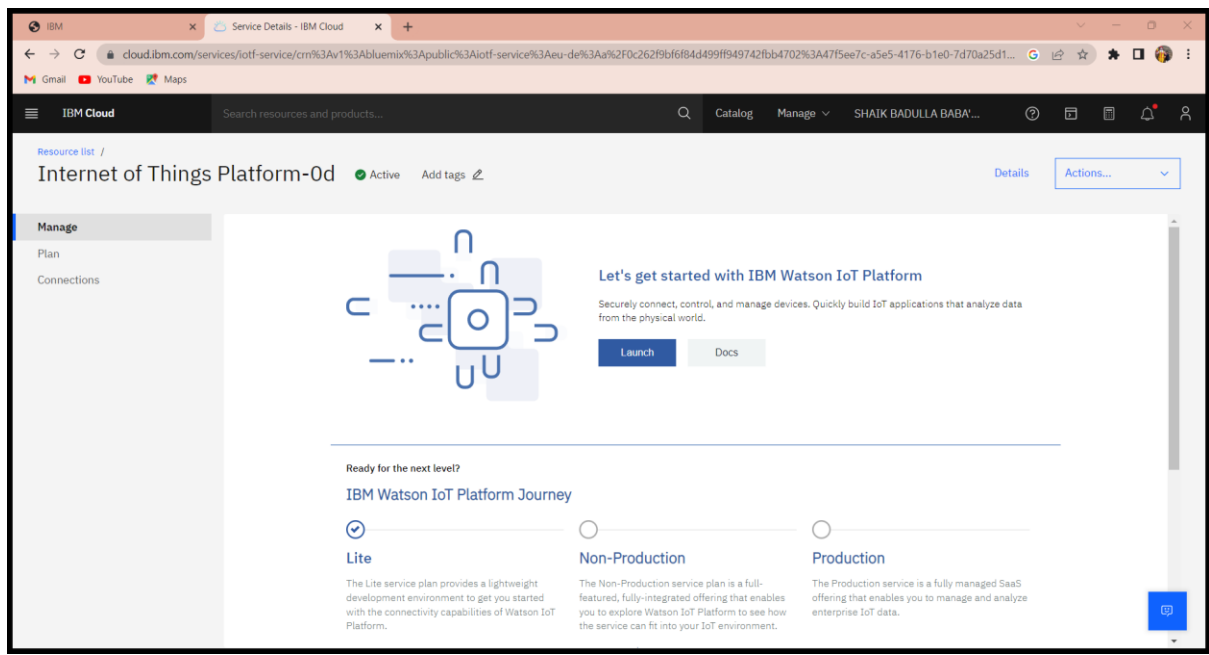 IBM
Service Details - IBM Cloud
cloud.ibm.com/services/iotf-service/crn%3Av1%3Abluemix%3Apublic%3Aiotf-service%3Aeu-de%3Aa%2F0c262f9bf6f84d499ff949742fbb4702%3A47f5ee7c-a5e5-4176-b1e0-7d70a25d1...
Gmail YouTube Maps
IBM Cloud Search resources and products... Catalog Manage SHAIK BADULLA BABA'...
Resource list /
Internet of Things Platform-0d Active Add tags Details Actions...
Manage
Plan
Connections
Let's get started with IBM Watson IoT Platform
Securely connect, control, and manage devices. Quickly build IoT applications that analyze data
from the physical world.
Launch Docs
Ready for the next level?
IBM Watson IoT Platform Journey
Lite
The Lite service plan provides a lightweight
development environment to get you started
with the connectivity capabilities of Watson IoT
Platform.
Non-Production
The Non-Production service plan is a full-
featured, fully-integrated offering that enables
you to explore Watson IoT Platform to see how
the service can fit into your IoT environment.
Production
The Production service is a fully managed SaaS
offering that enables you to manage and analyze
enterprise IoT data.